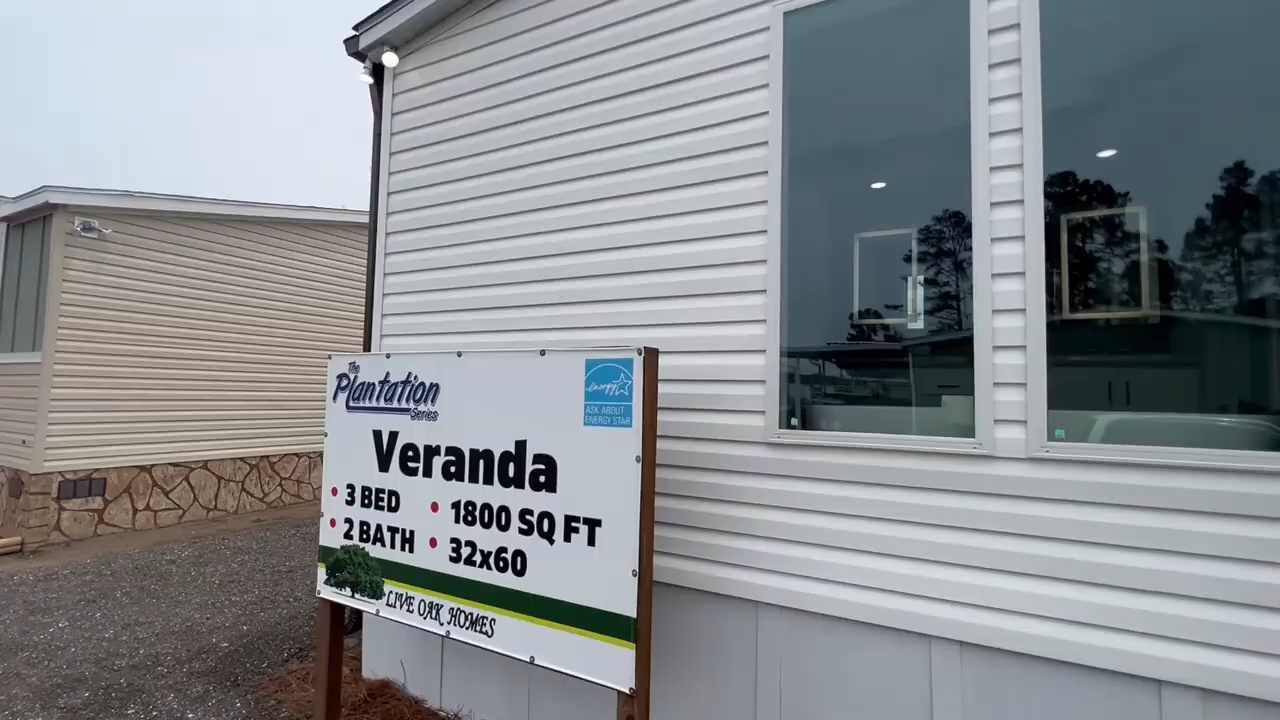 The
Plantation
Series
energy
ASK ABOUT
ENERGY STAR
Veranda
• 3 BED
• 1800 SQ FT
• 2 BATH
• 32x60
LIVE OAK HOMES